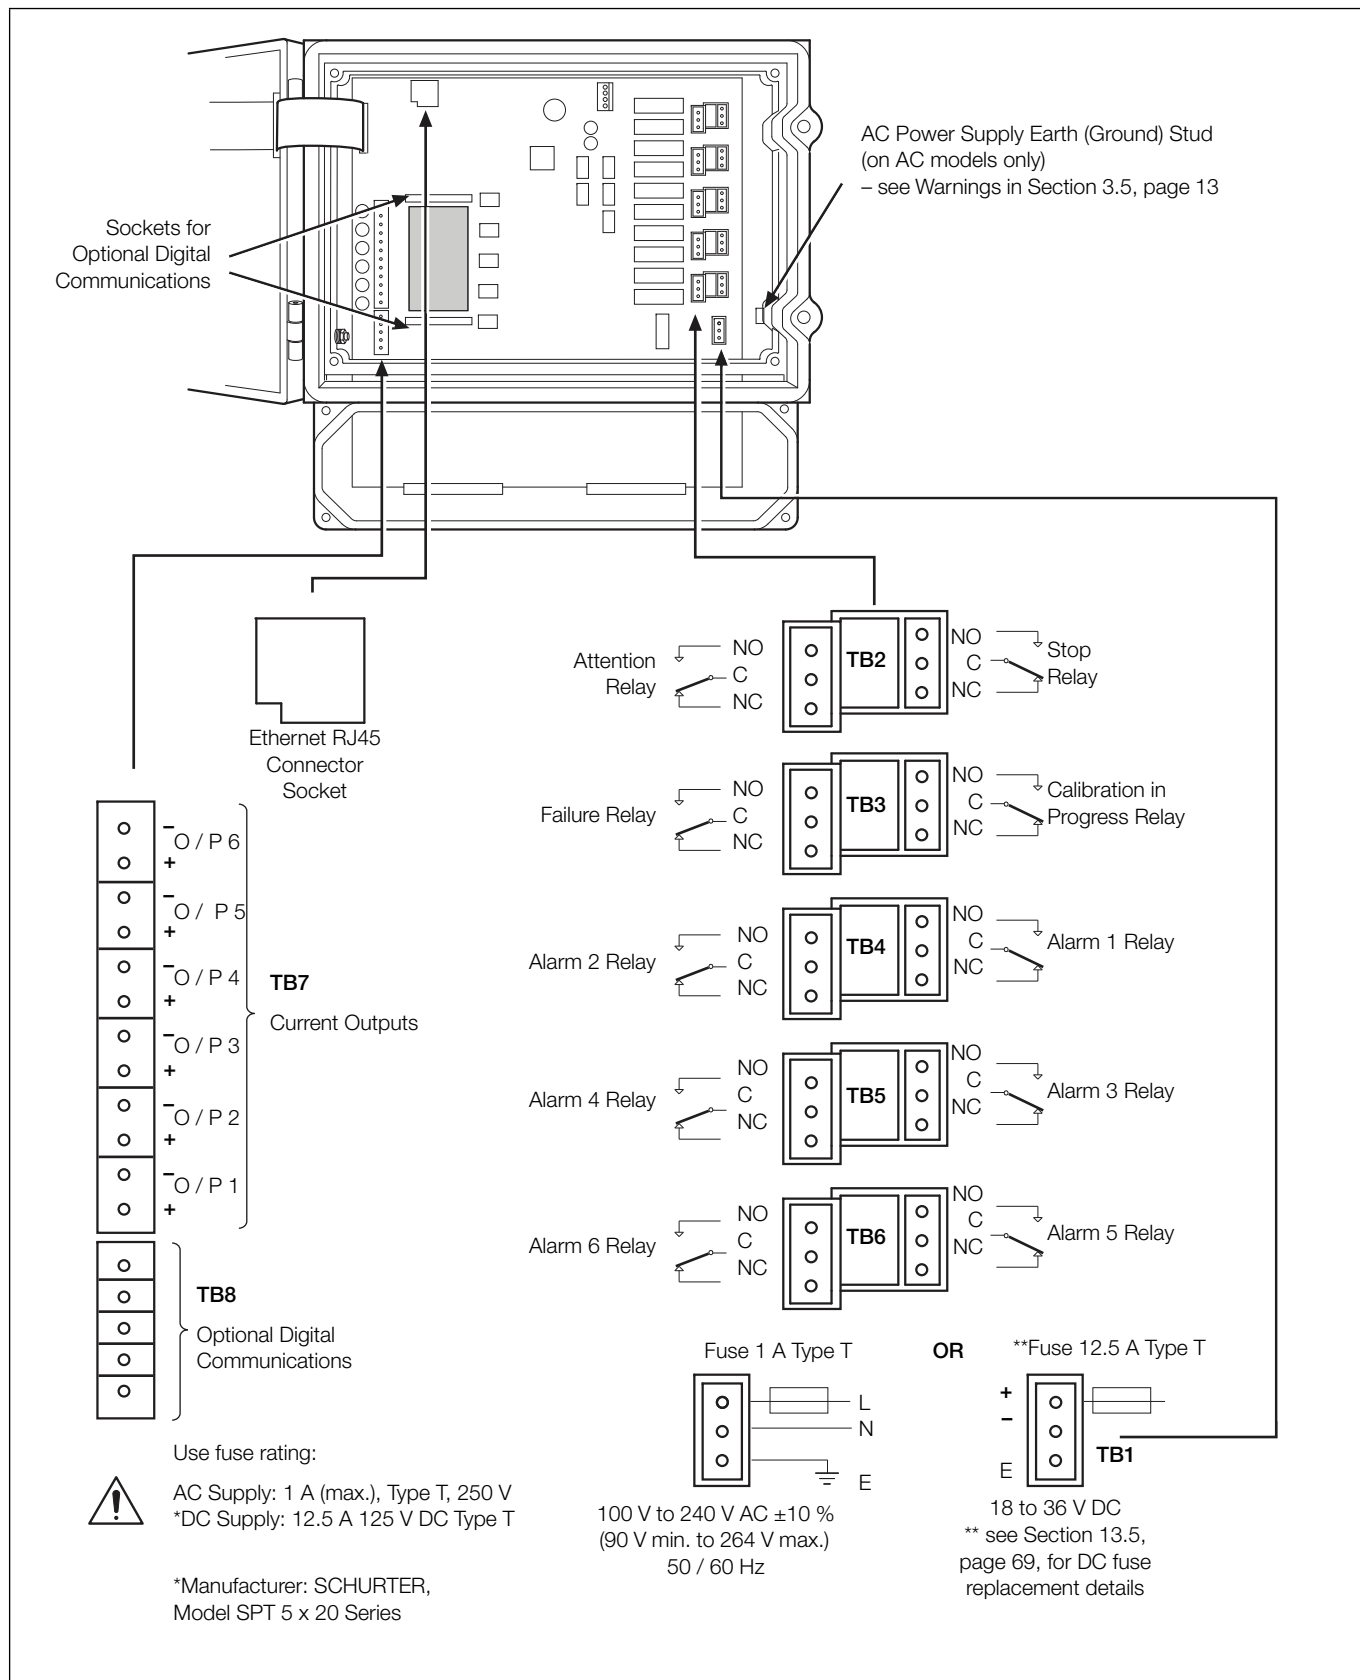 AC Power Supply Earth (Ground) Stud
(on AC models only)
– see Warnings in Section 3.5, page 13
Sockets for
Optional Digital
Communications
Ethernet RJ45
Connector
Socket
Attention
Relay
NO
C
NC
TB2
NO
C
NC
Stop
Relay
Failure Relay
NO
C
NC
TB3
NO
C
NC
Calibration in
Progress Relay
Alarm 2 Relay
NO
C
NC
TB4
NO
C
NC
Alarm 1 Relay
Alarm 4 Relay
NO
C
NC
TB5
NO
C
NC
Alarm 3 Relay
Alarm 6 Relay
NO
C
NC
TB6
NO
C
NC
Alarm 5 Relay
–
O / P 6
+
–
O / P 5
+
–
O / P 4
+
–
O / P 3
+
–
O / P 2
+
–
O / P 1
+
TB7
Current Outputs
TB8
Optional Digital
Communications
Fuse 1 A Type T
L
N
E
100 V to 240 V AC ±10 %
(90 V min. to 264 V max.)
50 / 60 Hz
OR
**Fuse 12.5 A Type T
+
–
E
TB1
18 to 36 V DC
** see Section 13.5,
page 69, for DC fuse
replacement details
Use fuse rating:
AC Supply: 1 A (max.), Type T, 250 V
*DC Supply: 12.5 A 125 V DC Type T
*Manufacturer: SCHURTER,
Model SPT 5 x 20 Series